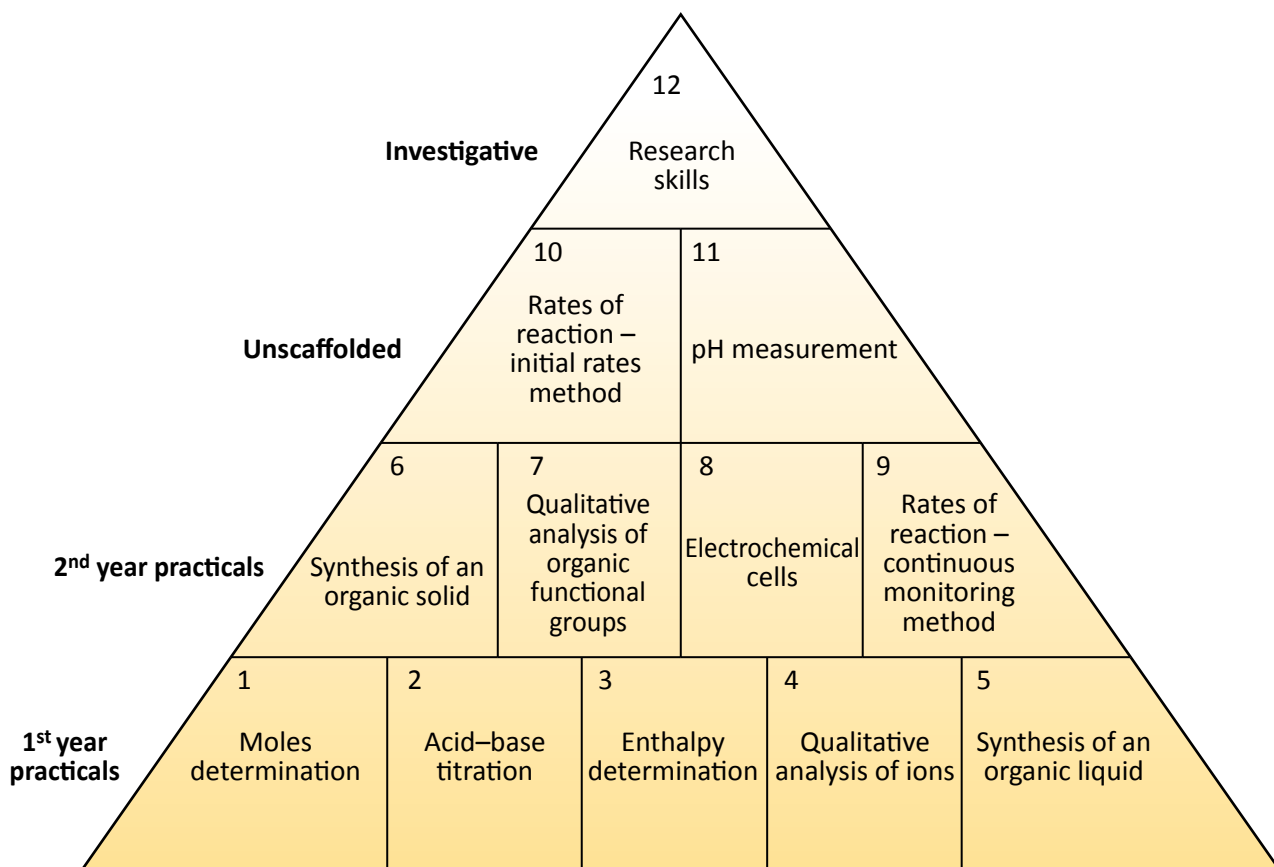 12
Investigative
Research
skills
10
11
Unscaffolded
Rates of
reaction –
initial rates
method
pH measurement
6
7
8
9
2nd year practicals
Synthesis of an
organic solid
Qualitative
analysis of
organic
functional
groups
Electrochemical
cells
Rates of
reaction –
continuous
monitoring
method
1
2
3
4
5
1st year
practicals
Moles
determination
Acid–base
titration
Enthalpy
determination
Qualitative
analysis of ions
Synthesis of an
organic liquid